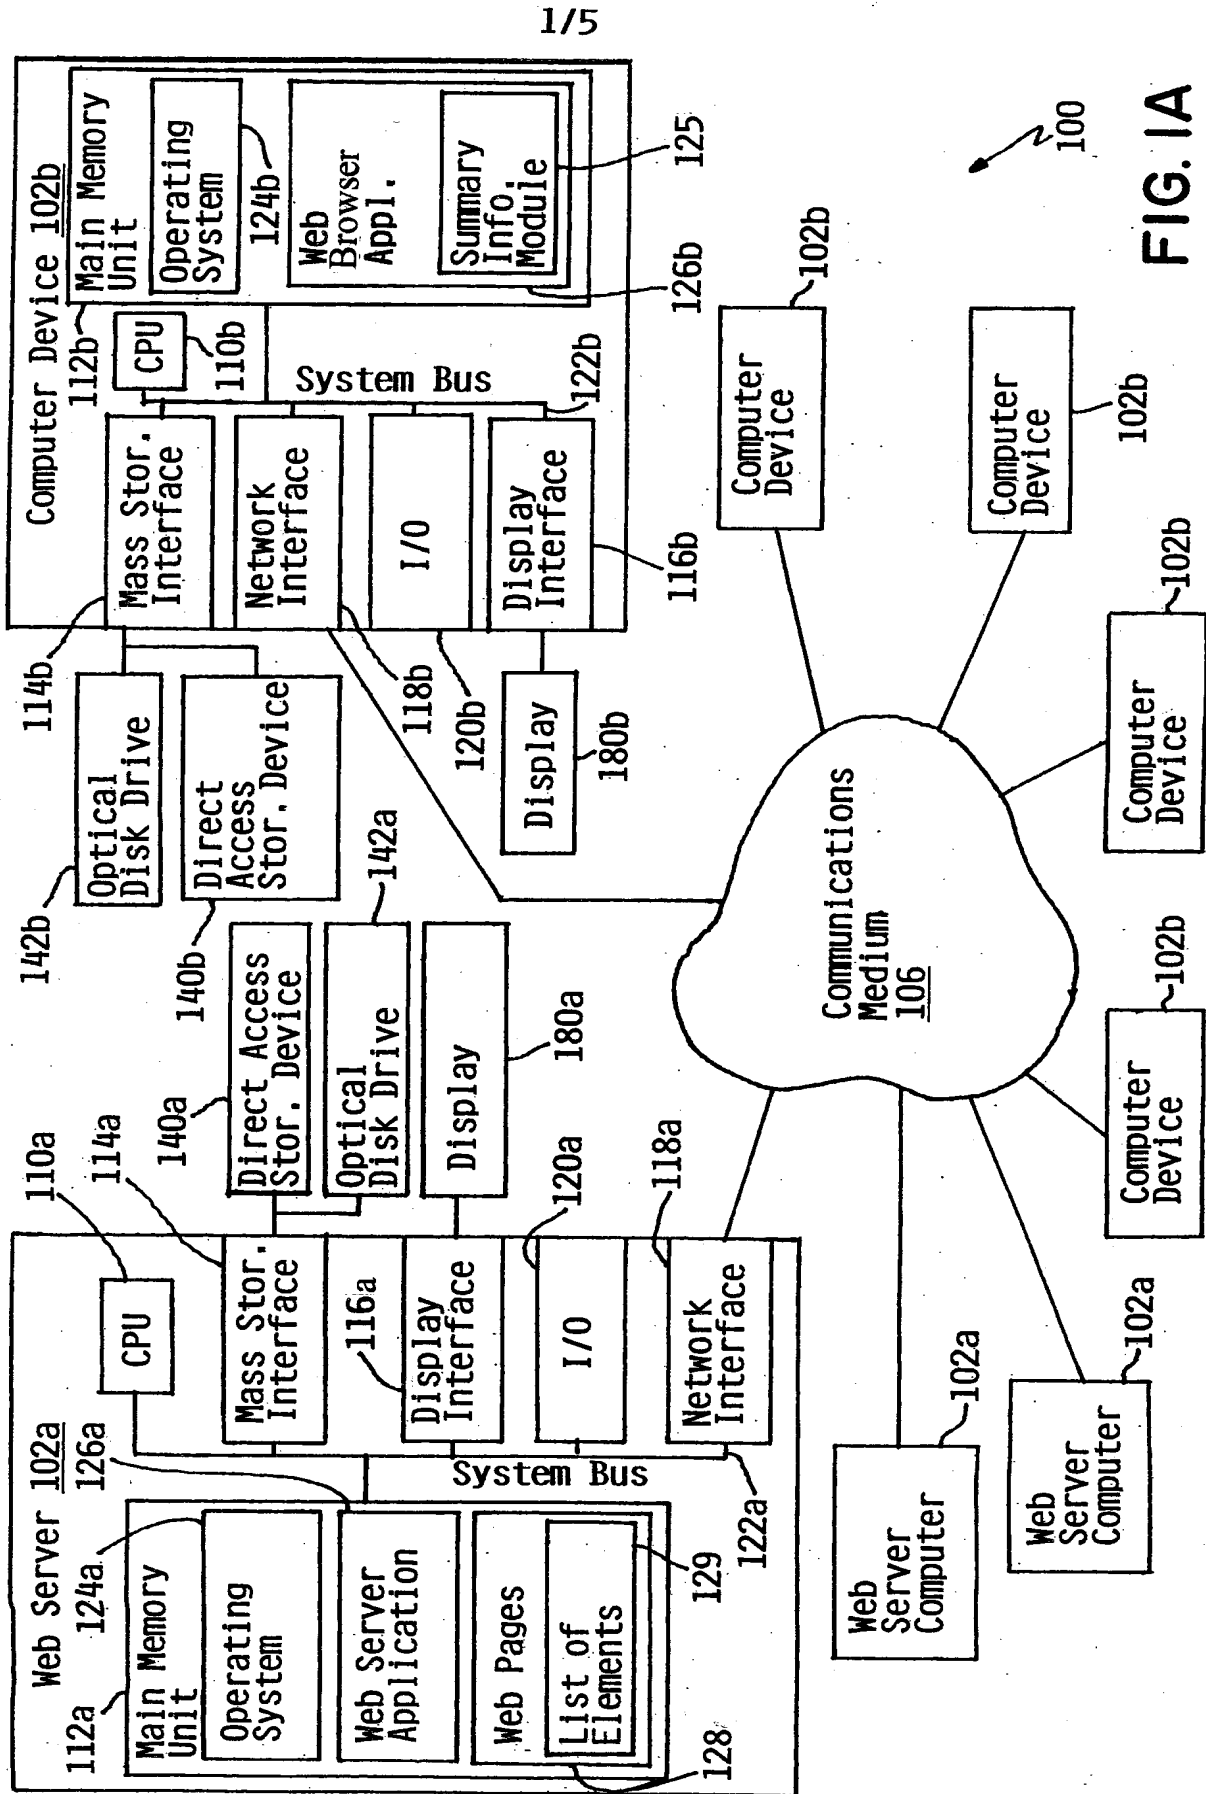 1/5
Web Server 102a
112a
124a
126a
Main Memory
Unit
Operating
System
Web Server
Application
Web Pages
List of
Elements
128
129
122a
System Bus
CPU
110a
Mass Stor.
Interface
114a
116a
Display
Interface
I/O
120a
Network
Interface
118a
140a
Direct Access
Stor. Device
Optical
Disk Drive
142a
Display
180a
142b
Optical
Disk Drive
140b
Direct
Access
Stor. Device
Computer Device 102b
114b
Mass Stor.
Interface
Network
Interface
118b
I/O
120b
Display
Interface
116b
Display
180b
112b
CPU
110b
System Bus
122b
Main Memory
Unit
Operating
System
124b
Web
Browser
Appl.
126b
Summary
Info.
Module
125
Communications
Medium
106
Web
Server
Computer
102a
Web
Server
Computer
102a
Computer
Device
102b
Computer
Device
102b
Computer
Device
102b
Computer
Device
102b
100
FIG. 1A